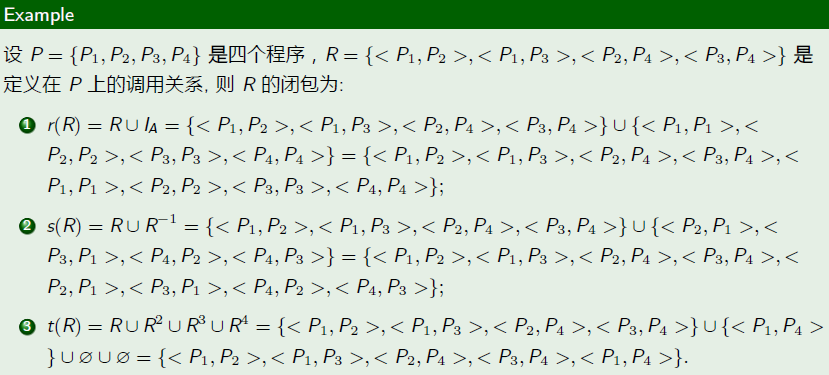 Example
设 P = {P₁, P₂, P₃, P₄} 是四个程序，R = {< P₁, P₂ >, < P₁, P₃ >, < P₂, P₄ >, < P₃, P₄ >} 是
定义在 P 上的调用关系, 则 R 的闭包为:
1 r(R) = R ∪ I_A = {< P₁, P₂ >, < P₁, P₃ >, < P₂, P₄ >, < P₃, P₄ >} ∪ {< P₁, P₁ >, <
P₂, P₂ >, < P₃, P₃ >, < P₄, P₄ >} = {< P₁, P₂ >, < P₁, P₃ >, < P₂, P₄ >, < P₃, P₄ >, <
P₁, P₁ >, < P₂, P₂ >, < P₃, P₃ >, < P₄, P₄ >};
2 s(R) = R ∪ R⁻¹ = {< P₁, P₂ >, < P₁, P₃ >, < P₂, P₄ >, < P₃, P₄ >} ∪ {< P₂, P₁ >, <
P₃, P₁ >, < P₄, P₂ >, < P₄, P₃ >} = {< P₁, P₂ >, < P₁, P₃ >, < P₂, P₄ >, < P₃, P₄ >, <
P₂, P₁ >, < P₃, P₁ >, < P₄, P₂ >, < P₄, P₃ >};
3 t(R) = R ∪ R² ∪ R³ ∪ R⁴ = {< P₁, P₂ >, < P₁, P₃ >, < P₂, P₄ >, < P₃, P₄ >} ∪ {< P₁, P₄ >
} ∪ ∅ ∪ ∅ = {< P₁, P₂ >, < P₁, P₃ >, < P₂, P₄ >, < P₃, P₄ >, < P₁, P₄ >}.